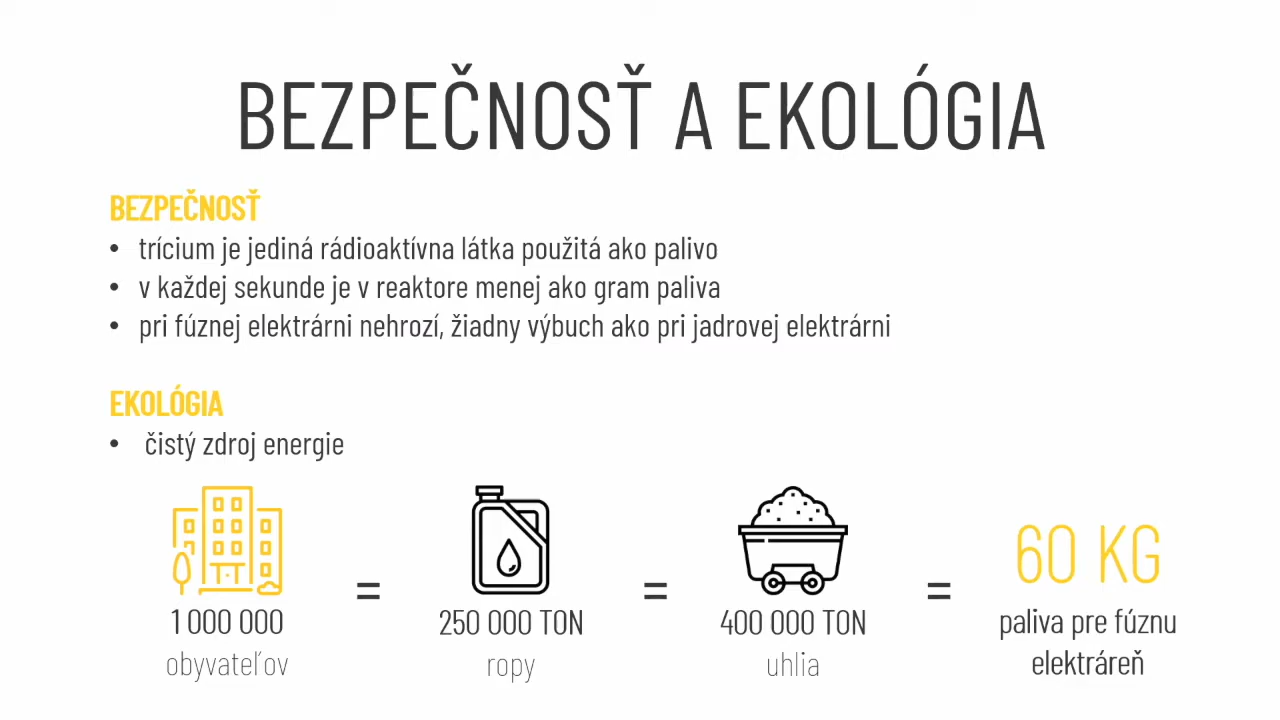 BEZPEČNOSŤ A EKOLÓGIA
BEZPEČNOSŤ
• trícium je jediná rádioaktívna látka použitá ako palivo
• v každej sekunde je v reaktore menej ako gram paliva
• pri fúznej elektrárni nehrozí, žiadny výbuch ako pri jadrovej elektrárni
EKOLÓGIA
• čistý zdroj energie
1 000 000
obyvateľov
=
250 000 TON
ropy
=
400 000 TON
uhlia
=
60 KG
paliva pre fúznu
elektráreň